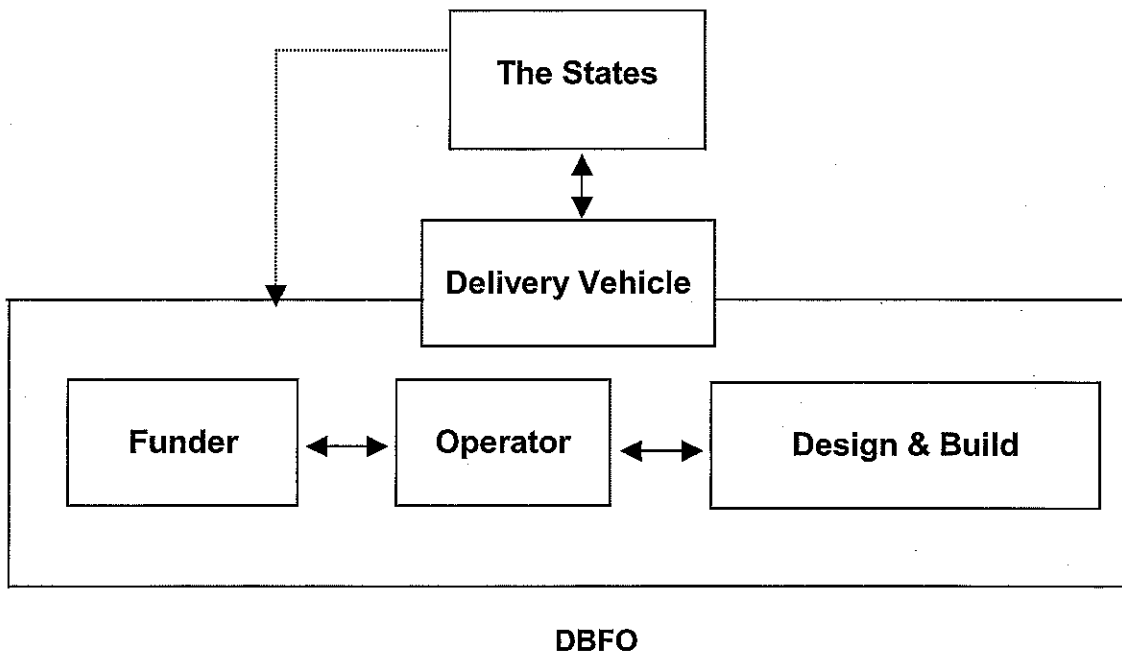 The States
Delivery Vehicle
Funder
Operator
Design & Build
DBFO